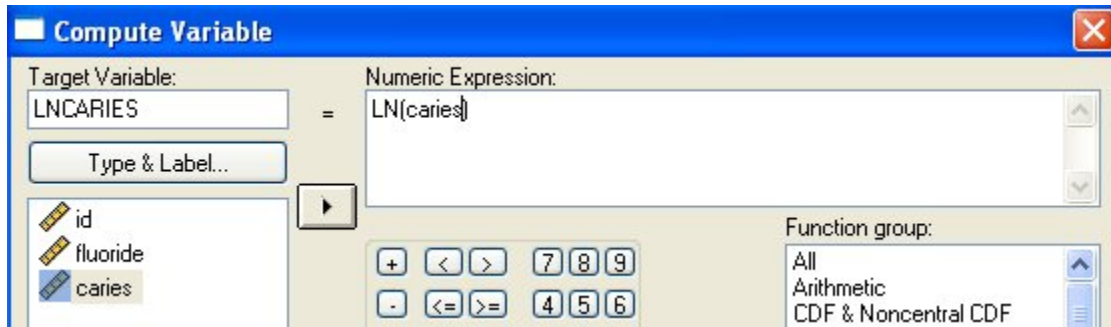 Compute Variable
Target Variable:
LNCARIES
=
Numeric Expression:
LN(caries)
Type & Label...
id
fluoride
caries
+ < > 7 8 9
- <= >= 4 5 6
Function group:
All
Arithmetic
CDF & Noncentral CDF